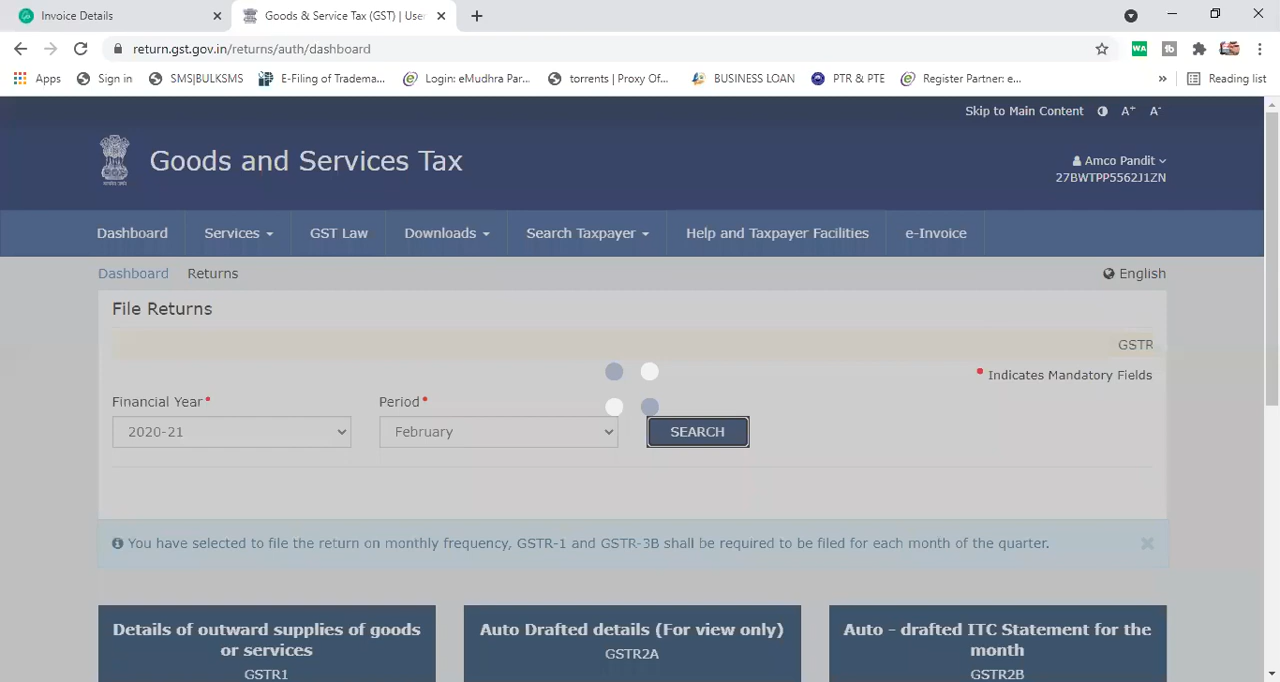 Invoice Details
Goods & Service Tax (GST) | Use
return.gst.gov.in/returns/auth/dashboard
Apps Sign in SMS|BULKSMS E-Filing of Tradema... Login: eMudhra Par... torrents | Proxy Of... BUSINESS LOAN PTR & PTE Register Partner: e... » Reading list
Skip to Main Content A+ A-
Goods and Services Tax
Amco Pandit
27BWTPP5562J1ZN
Dashboard Services GST Law Downloads Search Taxpayer Help and Taxpayer Facilities e-Invoice
Dashboard Returns English
File Returns
GSTR
• Indicates Mandatory Fields
Financial Year• Period•
2020-21 February SEARCH
You have selected to file the return on monthly frequency, GSTR-1 and GSTR-3B shall be required to be filed for each month of the quarter.
Details of outward supplies of goods
or services
GSTR1
Auto Drafted details (For view only)
GSTR2A
Auto - drafted ITC Statement for the
month
GSTR2B